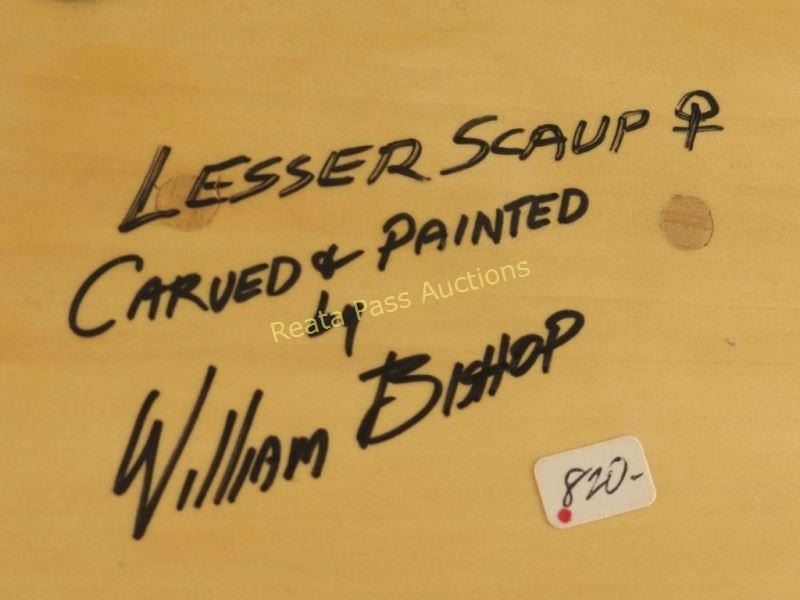 LESSER SCAUP ♀
CARVED & PAINTED
by
WILLIAM BISHOP
Reata Pass Auctions
820-